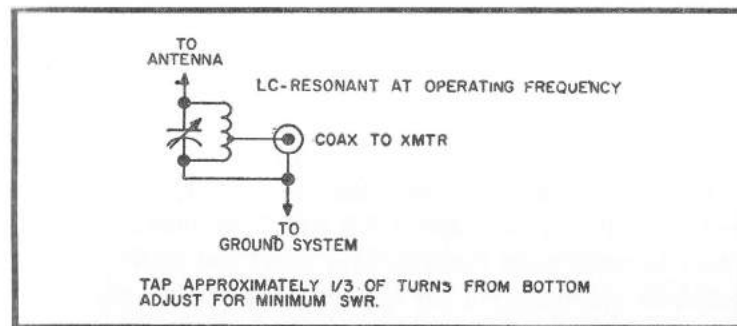 TO
ANTENNA
LC-RESONANT AT OPERATING FREQUENCY
COAX TO XMTR
TO
GROUND SYSTEM
TAP APPROXIMATELY 1/3 OF TURNS FROM BOTTOM
ADJUST FOR MINIMUM SWR.